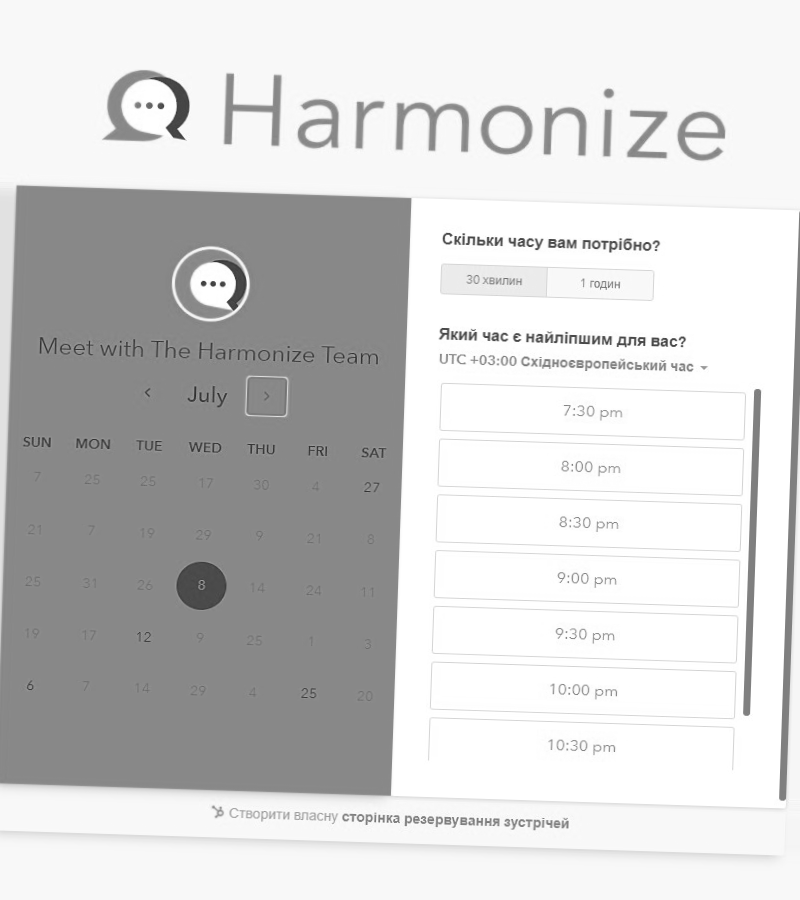 Harmonize
Meet with The Harmonize Team
July
SUN MON TUE WED THU FRI SAT
7 25 25 17 30 4 27
21 7 19 29 9 21 8
25 31 26 8 14 24 11
19 17 12 9 25 1 3
6 7 14 29 4 25 20
Скільки часу вам потрібно?
30 хвилин 1 годин
Який час є найліпшим для вас?
UTC +03:00 Східноєвропейський час
7:30 pm
8:00 pm
8:30 pm
9:00 pm
9:30 pm
10:00 pm
10:30 pm
Створити власну сторінка резервування зустрічей